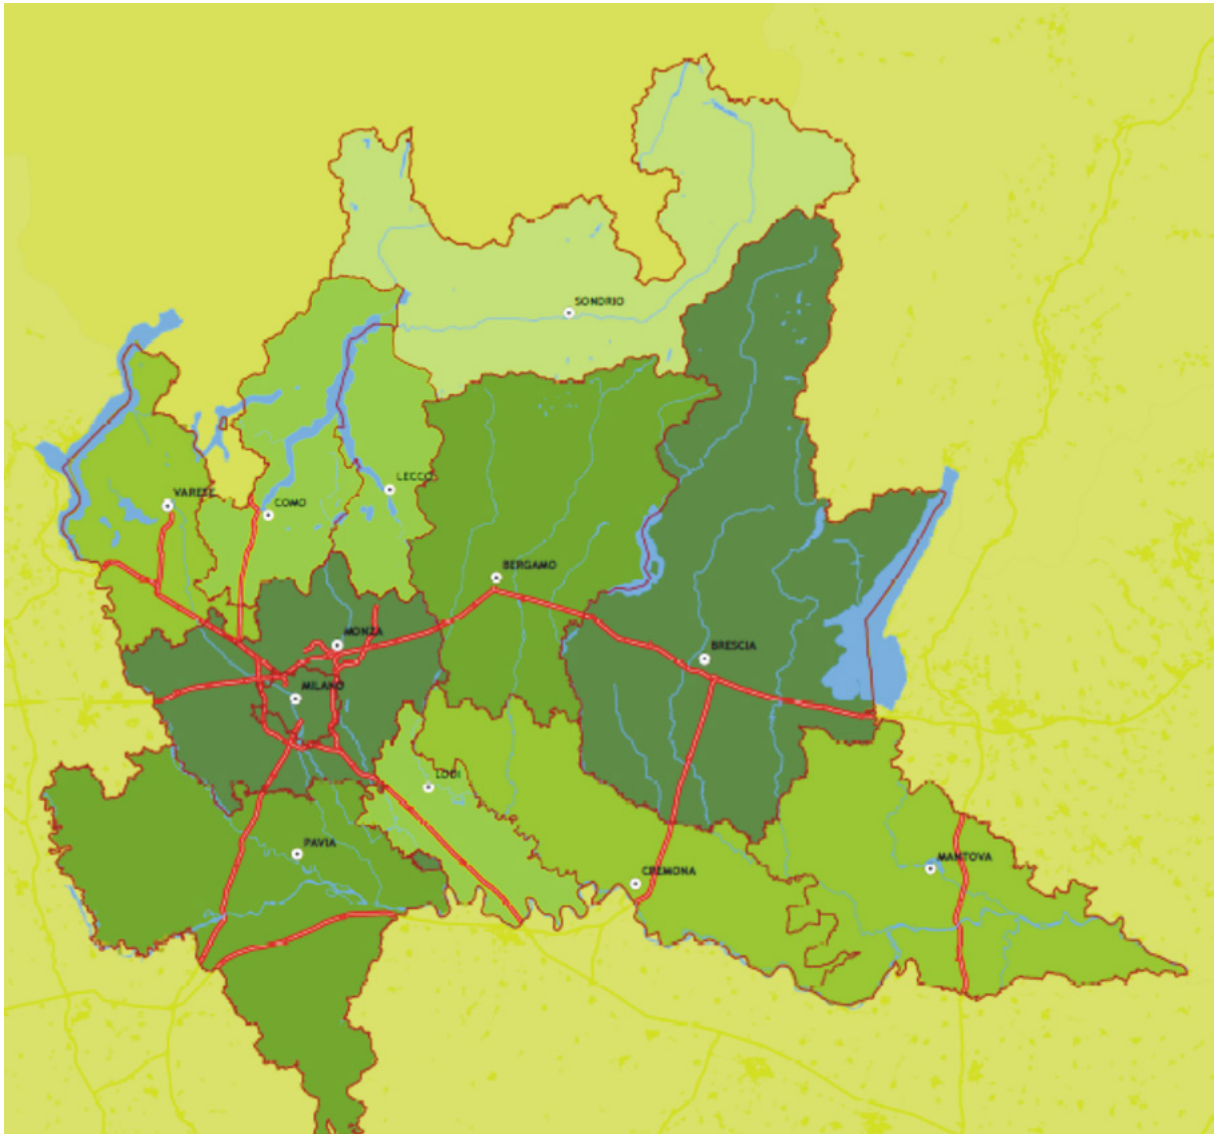 SONDRIO
LECCO
VARESE
COMO
BERGAMO
MONZA
BRESCIA
MILANO
LODI
PAVIA
MANTOVA
CREMONA